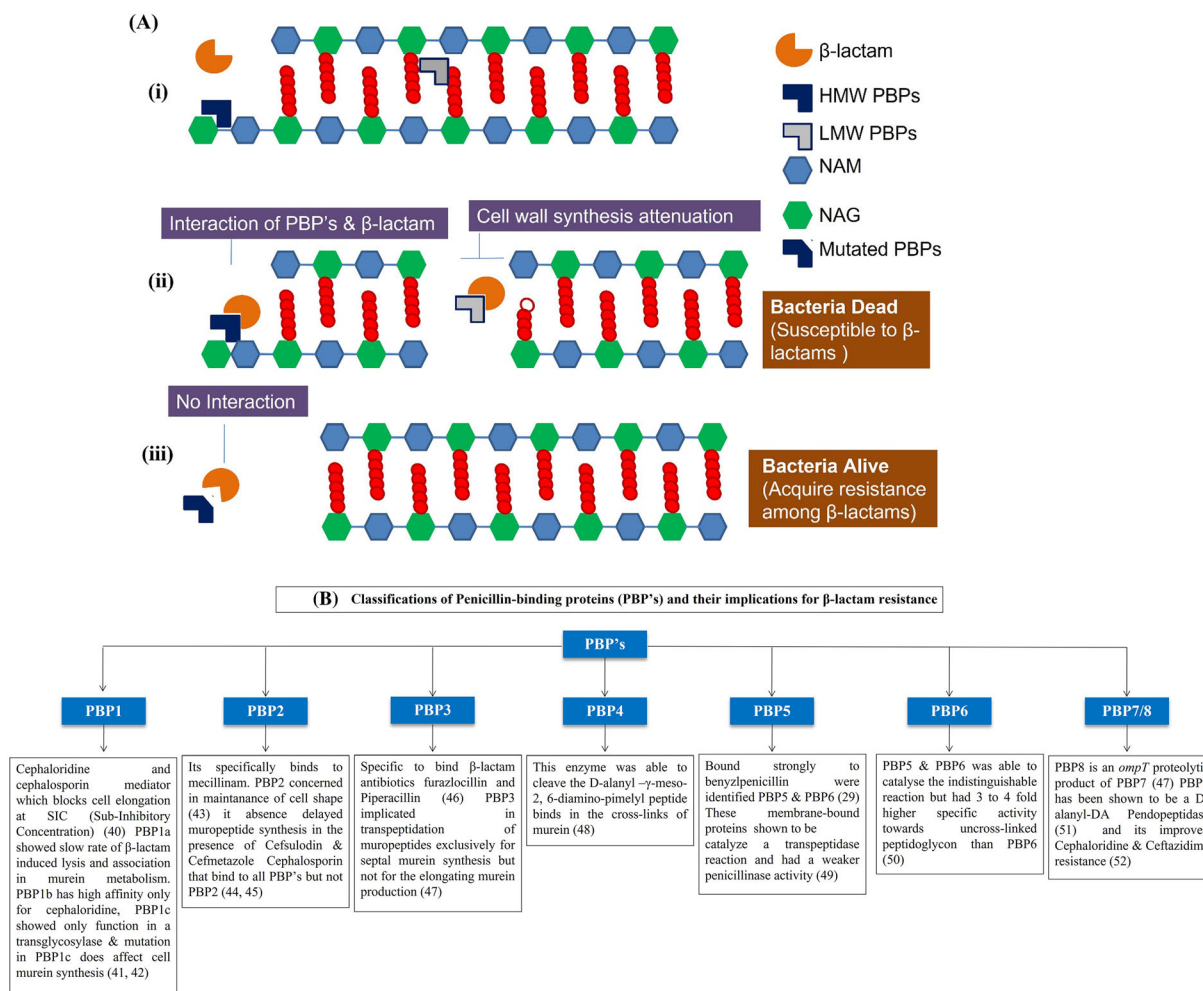 (A)
(i)
β-lactam
HMW PBPs
LMW PBPs
NAM
NAG
Mutated PBPs
Interaction of PBP's & β-lactam
Cell wall synthesis attenuation
(ii)
Bacteria Dead
(Susceptible to β-
lactams )
No Interaction
(iii)
Bacteria Alive
(Acquire resistance
among β-lactams)
(B) Classifications of Penicillin-binding proteins (PBP's) and their implications for β-lactam resistance
PBP's
PBP1
Cephaloridine and
cephalosporin mediator
which blocks cell elongation
at SIC (Sub-Inhibitory
Concentration) (40) PBP1a
showed slow rate of β-lactam
induced lysis and association
in murein metabolism.
PBP1b has high affinity only
for cephaloridine, PBP1c
showed only function in a
transglycosylase & mutation
in PBP1c does affect cell
murein synthesis (41, 42)
PBP2
Its specifically binds to
mecillinam. PBP2 concerned
in maintanance of cell shape
(43) it absence delayed
muropeptide synthesis in the
presence of Cefsulodin &
Cefmetazole Cephalosporin
that bind to all PBP's but not
PBP2 (44, 45)
PBP3
Specific to bind β-lactam
antibiotics furazlocillin and
Piperacillin (46) PBP3
implicated in
transpeptidation of
muropeptides exclusively for
septal murein synthesis but
not for the elongating murein
production (47)
PBP4
This enzyme was able to
cleave the D-alanyl –γ-meso-
2, 6-diamino-pimelyl peptide
binds in the cross-links of
murein (48)
PBP5
Bound strongly to
benyzlpenicillin were
identified PBP5 & PBP6 (29)
These membrane-bound
proteins shown to be
catalyze a transpeptidase
reaction and had a weaker
penicillinase activity (49)
PBP6
PBP5 & PBP6 was able to
catalyse the indistinguishable
reaction but had 3 to 4 fold
higher specific activity
towards uncross-linked
peptidoglycon than PBP6
(50)
PBP7/8
PBP8 is an ompT proteolyti
product of PBP7 (47) PBP
has been shown to be a D
alanyl-DA Pendopeptidas
(51) and its improve
Cephaloridine & Ceftazidim
resistance (52)